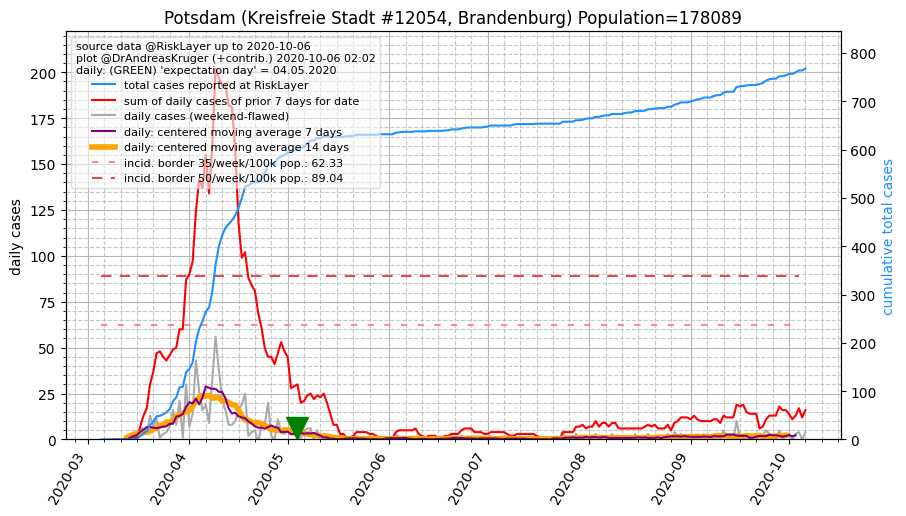 Potsdam (Kreisfreie Stadt #12054, Brandenburg) Population=178089
source data @RiskLayer up to 2020-10-06
plot @DrAndreasKruger (+contrib.) 2020-10-06 02:02
daily: (GREEN) 'expectation day' = 04.05.2020
total cases reported at RiskLayer
sum of daily cases of prior 7 days for date
daily cases (weekend-flawed)
daily: centered moving average 7 days
daily: centered moving average 14 days
incid. border 35/week/100k pop.: 62.33
incid. border 50/week/100k pop.: 89.04
daily cases
200
175
150
125
100
75
50
25
0
cumulative total cases
800
700
600
500
400
300
200
100
0
2020-03
2020-04
2020-05
2020-06
2020-07
2020-08
2020-09
2020-10